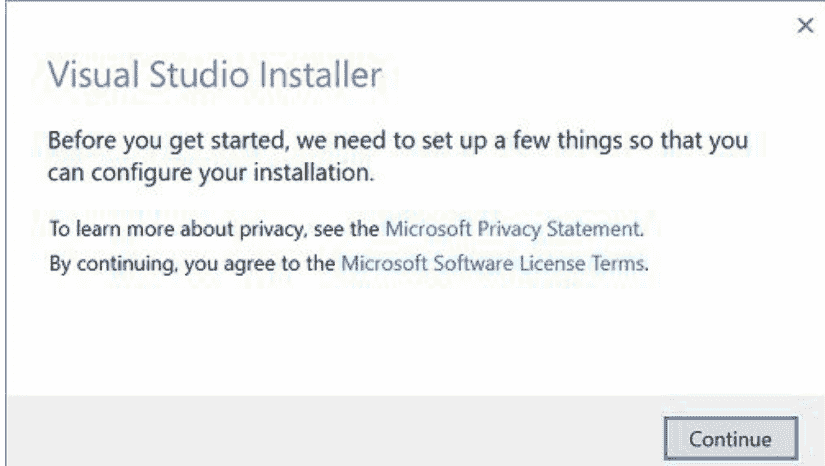 Visual Studio Installer
Before you get started, we need to set up a few things so that you
can configure your installation.
To learn more about privacy, see the Microsoft Privacy Statement.
By continuing, you agree to the Microsoft Software License Terms.
Continue